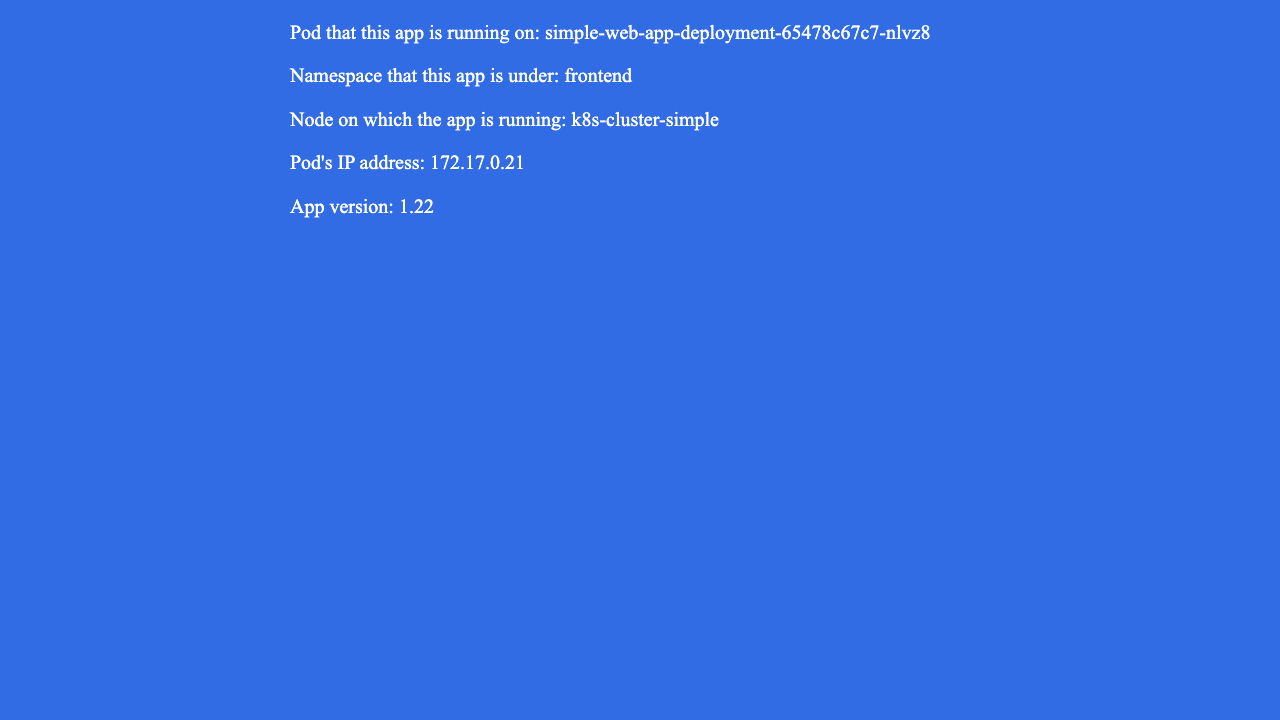 Pod that this app is running on: simple-web-app-deployment-65478c67c7-nlvz8
Namespace that this app is under: frontend
Node on which the app is running: k8s-cluster-simple
Pod's IP address: 172.17.0.21
App version: 1.22